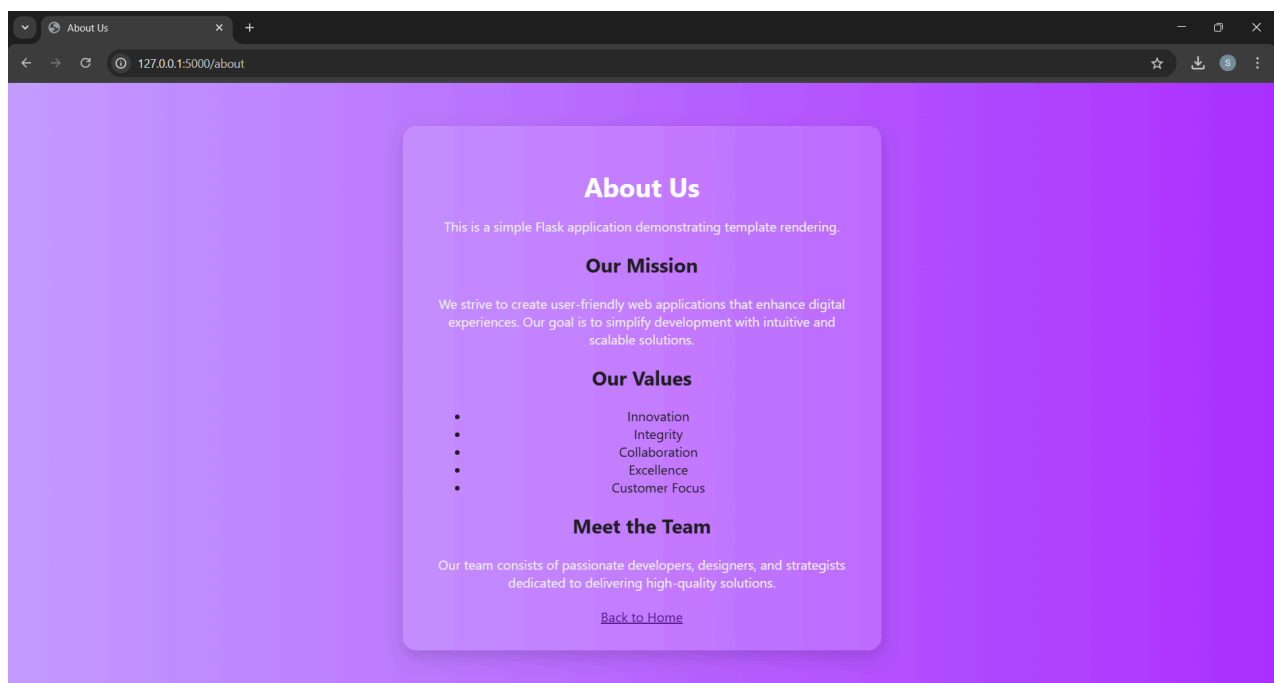 About Us
127.0.0.1:5000/about
S
About Us
This is a simple Flask application demonstrating template rendering.
Our Mission
We strive to create user-friendly web applications that enhance digital
experiences. Our goal is to simplify development with intuitive and
scalable solutions.
Our Values
• Innovation
• Integrity
• Collaboration
• Excellence
• Customer Focus
Meet the Team
Our team consists of passionate developers, designers, and strategists
dedicated to delivering high-quality solutions.
Back to Home